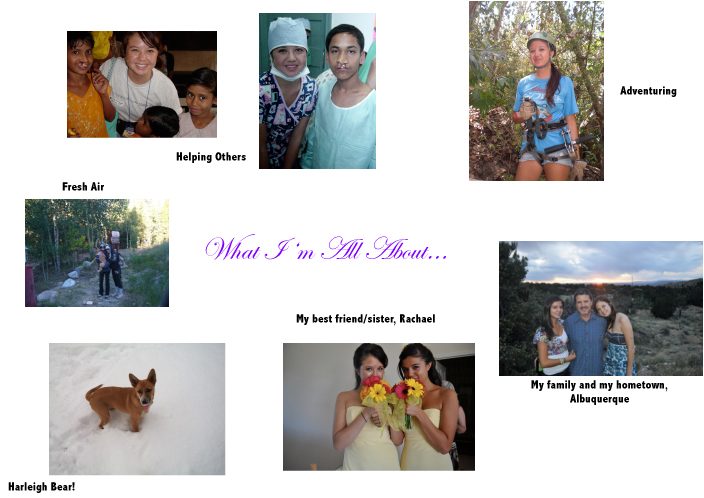 Adventuring
Helping Others
Fresh Air
What I 'm All About...
My best friend/sister, Rachael
My family and my hometown,
Albuquerque
Harleigh Bear!